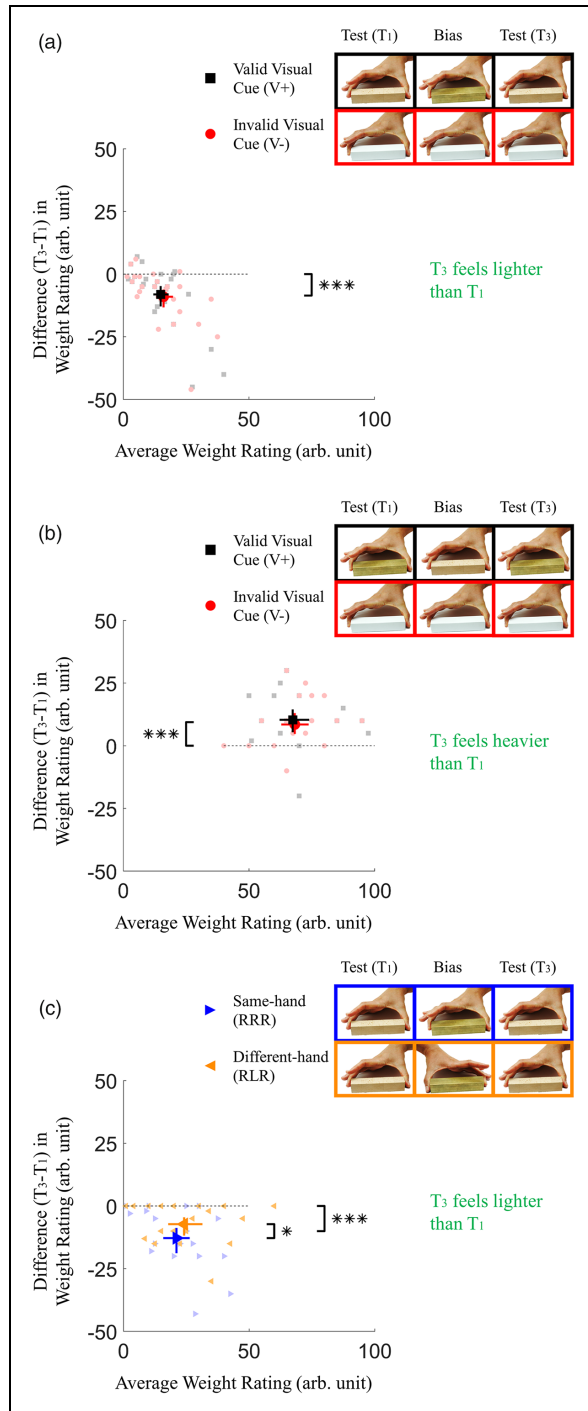 (a)
Test (T1) Bias Test (T3)
Valid Visual
Cue (V+)
Invalid Visual
Cue (V-)
50
25
0
-25
-50
0 50 100
Difference (T3-T1) in
Weight Rating (arb. unit)
Average Weight Rating (arb. unit)
***
T3 feels lighter
than T1
(b)
Test (T1) Bias Test (T3)
Valid Visual
Cue (V+)
Invalid Visual
Cue (V-)
50
25
0
-25
-50
0 50 100
Difference (T3-T1) in
Weight Rating (arb. unit)
Average Weight Rating (arb. unit)
***
T3 feels heavier
than T1
(c)
Test (T1) Bias Test (T3)
Same-hand
(RRR)
Different-hand
(RLR)
50
25
0
-25
-50
0 50 100
Difference (T3-T1) in
Weight Rating (arb. unit)
Average Weight Rating (arb. unit)
*
***
T3 feels lighter
than T1